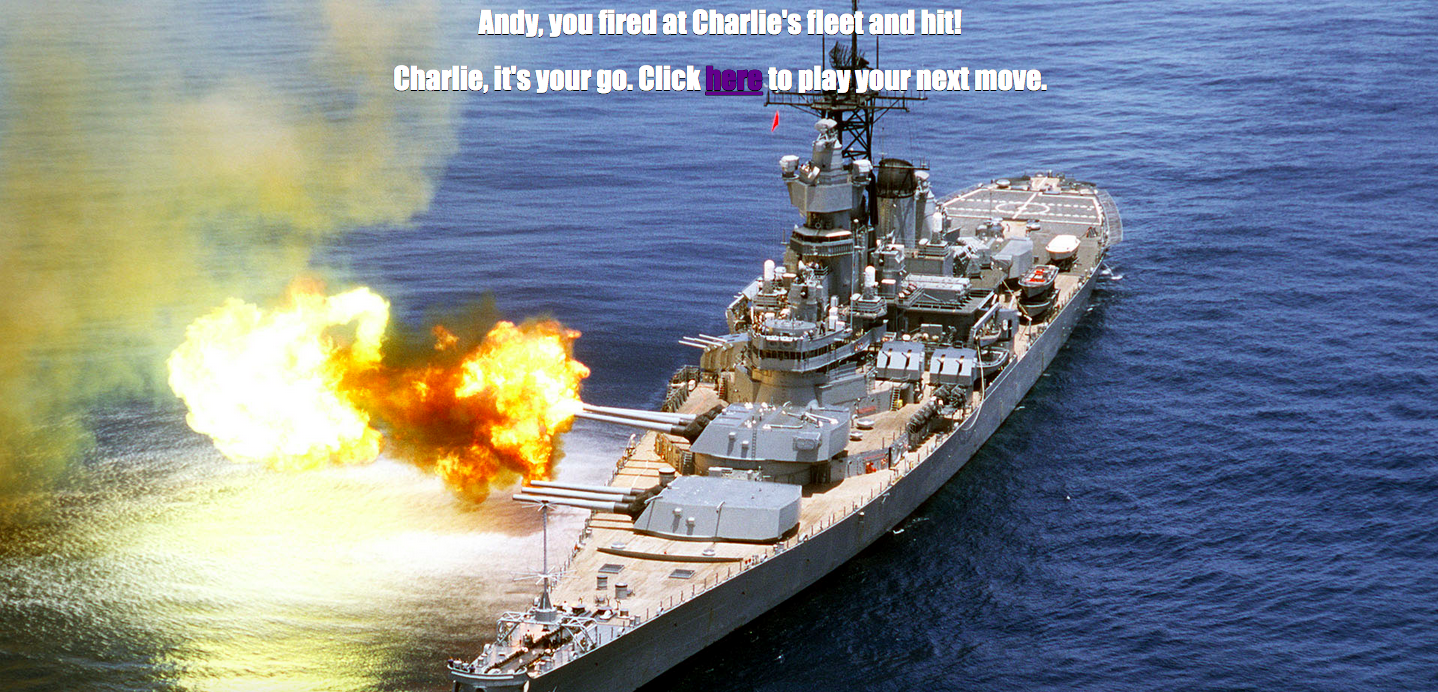 Andy, you fired at Charlie's fleet and hit!
Charlie, it's your go. Click here to play your next move.